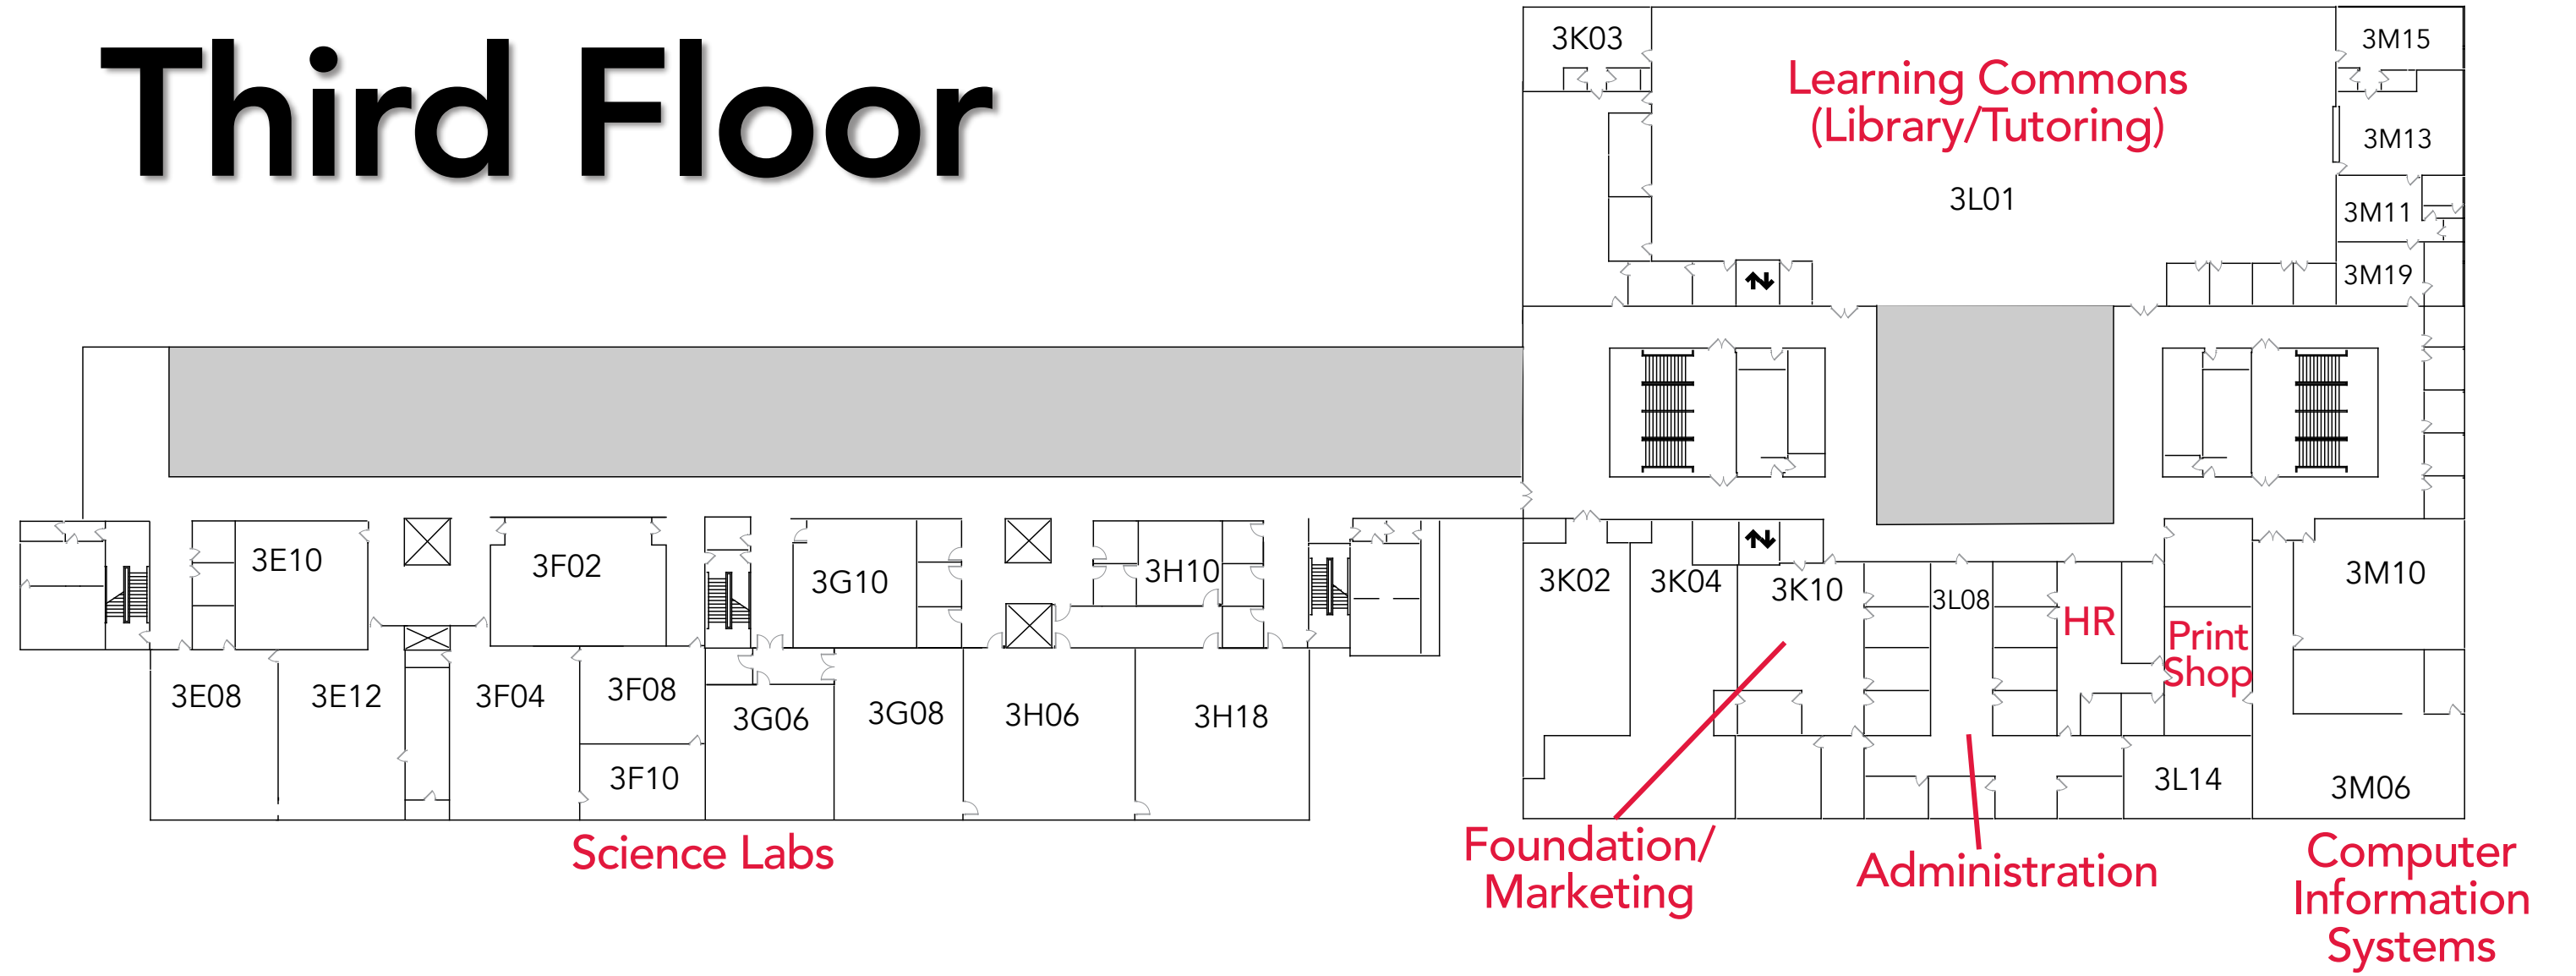 Third Floor
3K03
Learning Commons
(Library/Tutoring)
3L01
3M15
3M13
3M11
3M19
3E10
3F02
3G10
3H10
3E08
3E12
3F04
3F08
3F10
3G06
3G08
3H06
3H18
Science Labs
3K02
3K04
3K10
3L08
HR
Print
Shop
3M10
3L14
3M06
Foundation/
Marketing
Administration
Computer
Information
Systems